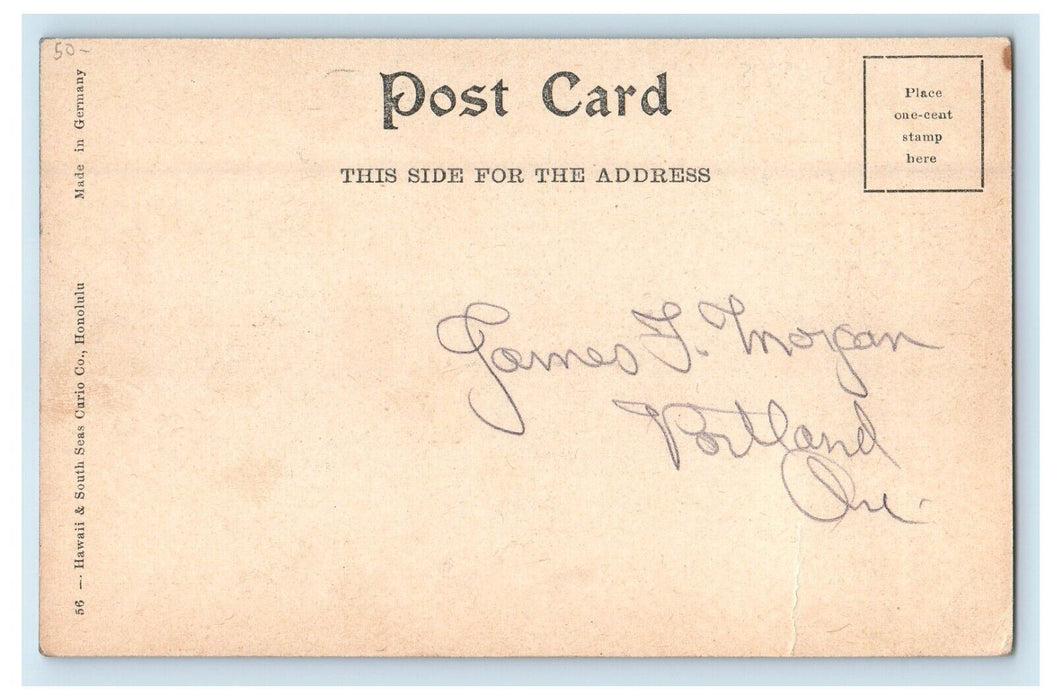 50-
Post Card
THIS SIDE FOR THE ADDRESS
Place
one-cent
stamp
here
Made in Germany
56 —. Hawaii & South Seas Curio Co., Honolulu
James F. Morgan
Portland
Ore.